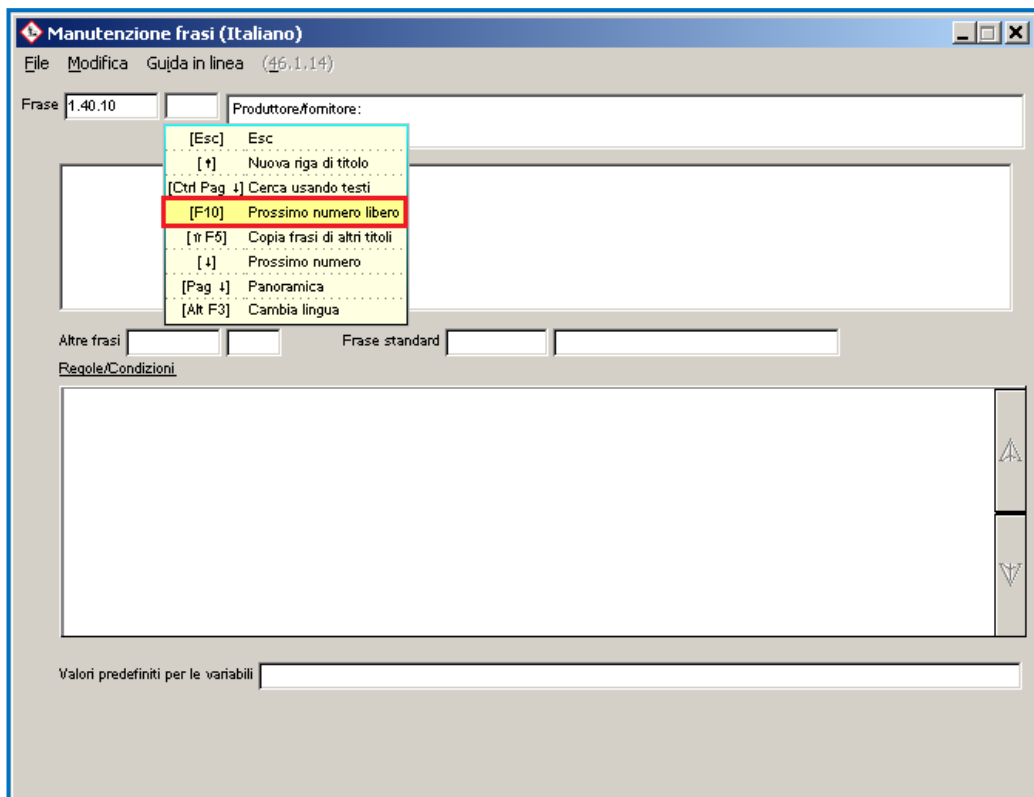 Manutenzione frasi (Italiano)
File Modifica Guida in linea (46.1.14)
Frase 1.40.10 Produttore/fornitore:
[Esc] Esc
[↑] Nuova riga di titolo
[Ctrl Pag ↓] Cerca usando testi
[F10] Prossimo numero libero
[⇑ F5] Copia frasi di altri titoli
[↓] Prossimo numero
[Pag ↓] Panoramica
[Alt F3] Cambia lingua
Altre frasi Frase standard
Regole/Condizioni
Valori predefiniti per le variabili